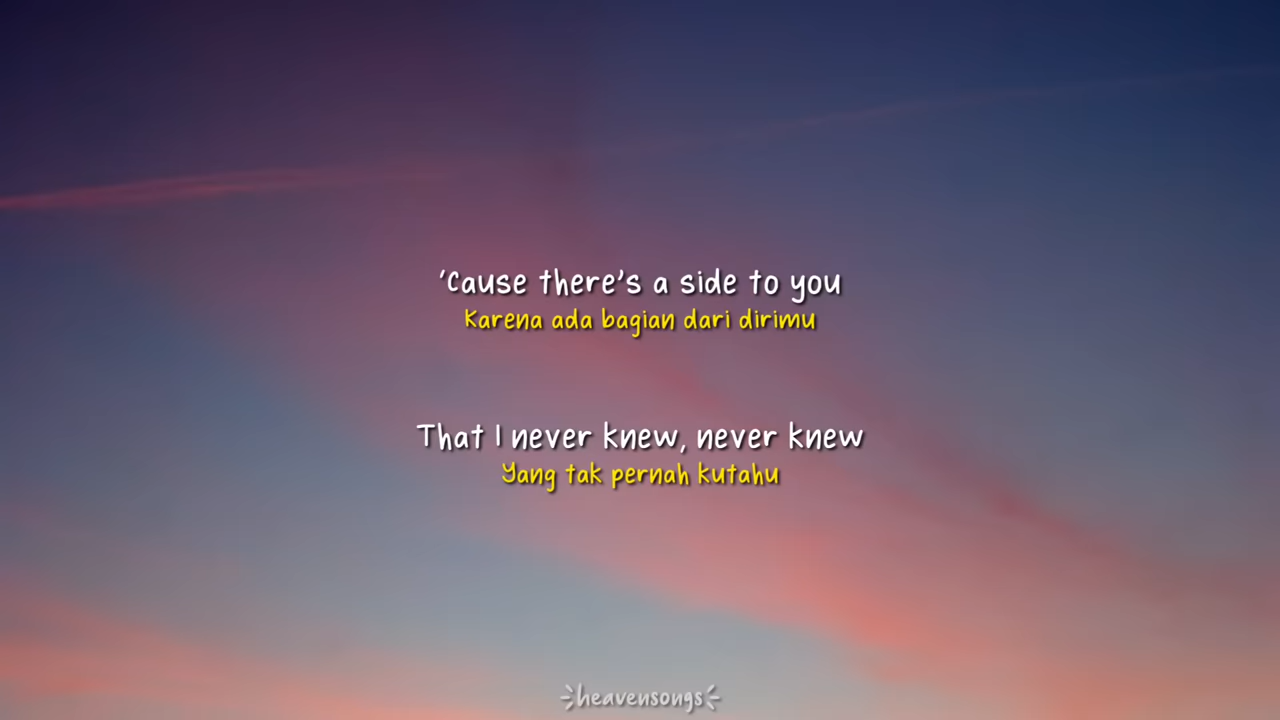 'Cause there's a side to you
Karena ada bagian dari dirimu
That I never knew, never knew
Yang tak pernah kutahu
heavensongs